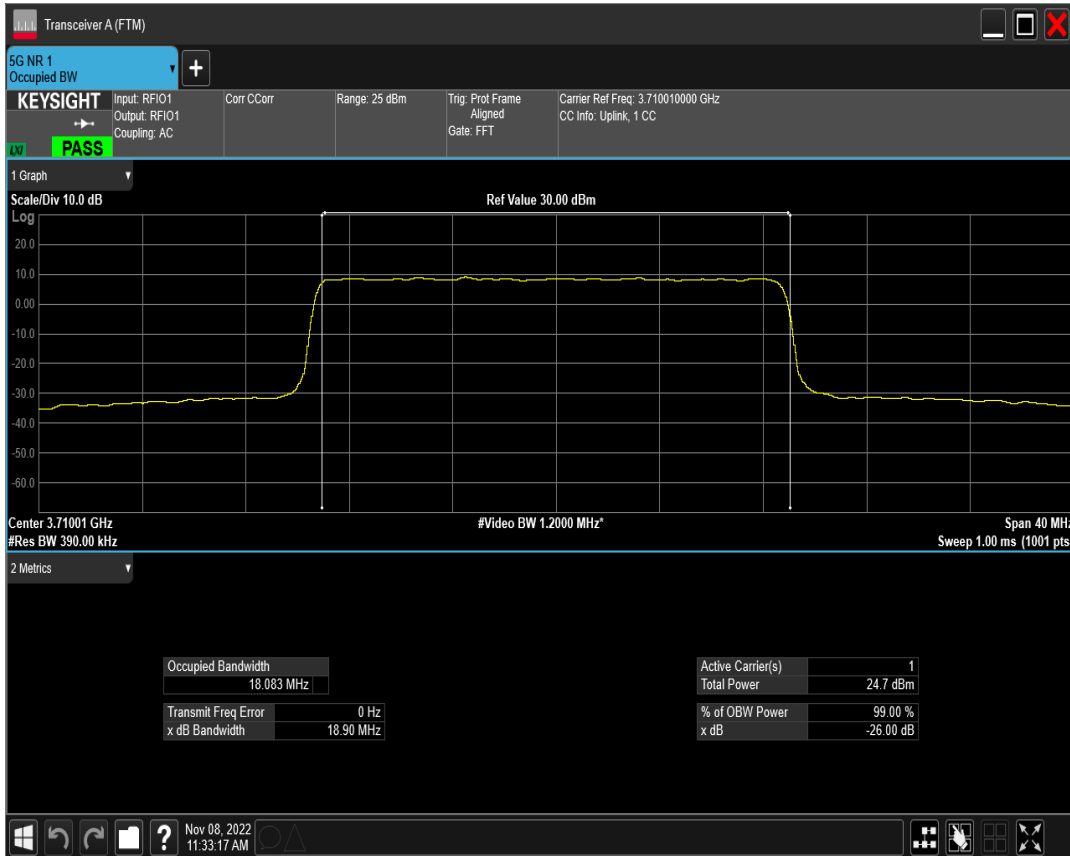 Transceiver A (FTM)
5G NR 1
Occupied BW
+
KEYSIGHT
Input: RFIO1
Output: RFIO1
Coupling: AC
Corr CCorr
Range: 25 dBm
Trig: Prot Frame
Aligned
Gate: FFT
Carrier Ref Freq: 3.710010000 GHz
CC Info: Uplink, 1 CC
LXI
PASS
1 Graph
Scale/Div 10.0 dB
Ref Value 30.00 dBm
Log
20.0
10.0
0.00
-10.0
-20.0
-30.0
-40.0
-50.0
-60.0
Center 3.71001 GHz
#Video BW 1.2000 MHz*
Span 40 MHz
#Res BW 390.00 kHz
Sweep 1.00 ms (1001 pts
2 Metrics
Occupied Bandwidth
18.083 MHz
Transmit Freq Error 0 Hz
x dB Bandwidth 18.90 MHz
Active Carrier(s) 1
Total Power 24.7 dBm
% of OBW Power 99.00 %
x dB -26.00 dB
?
Nov 08, 2022
11:33:17 AM